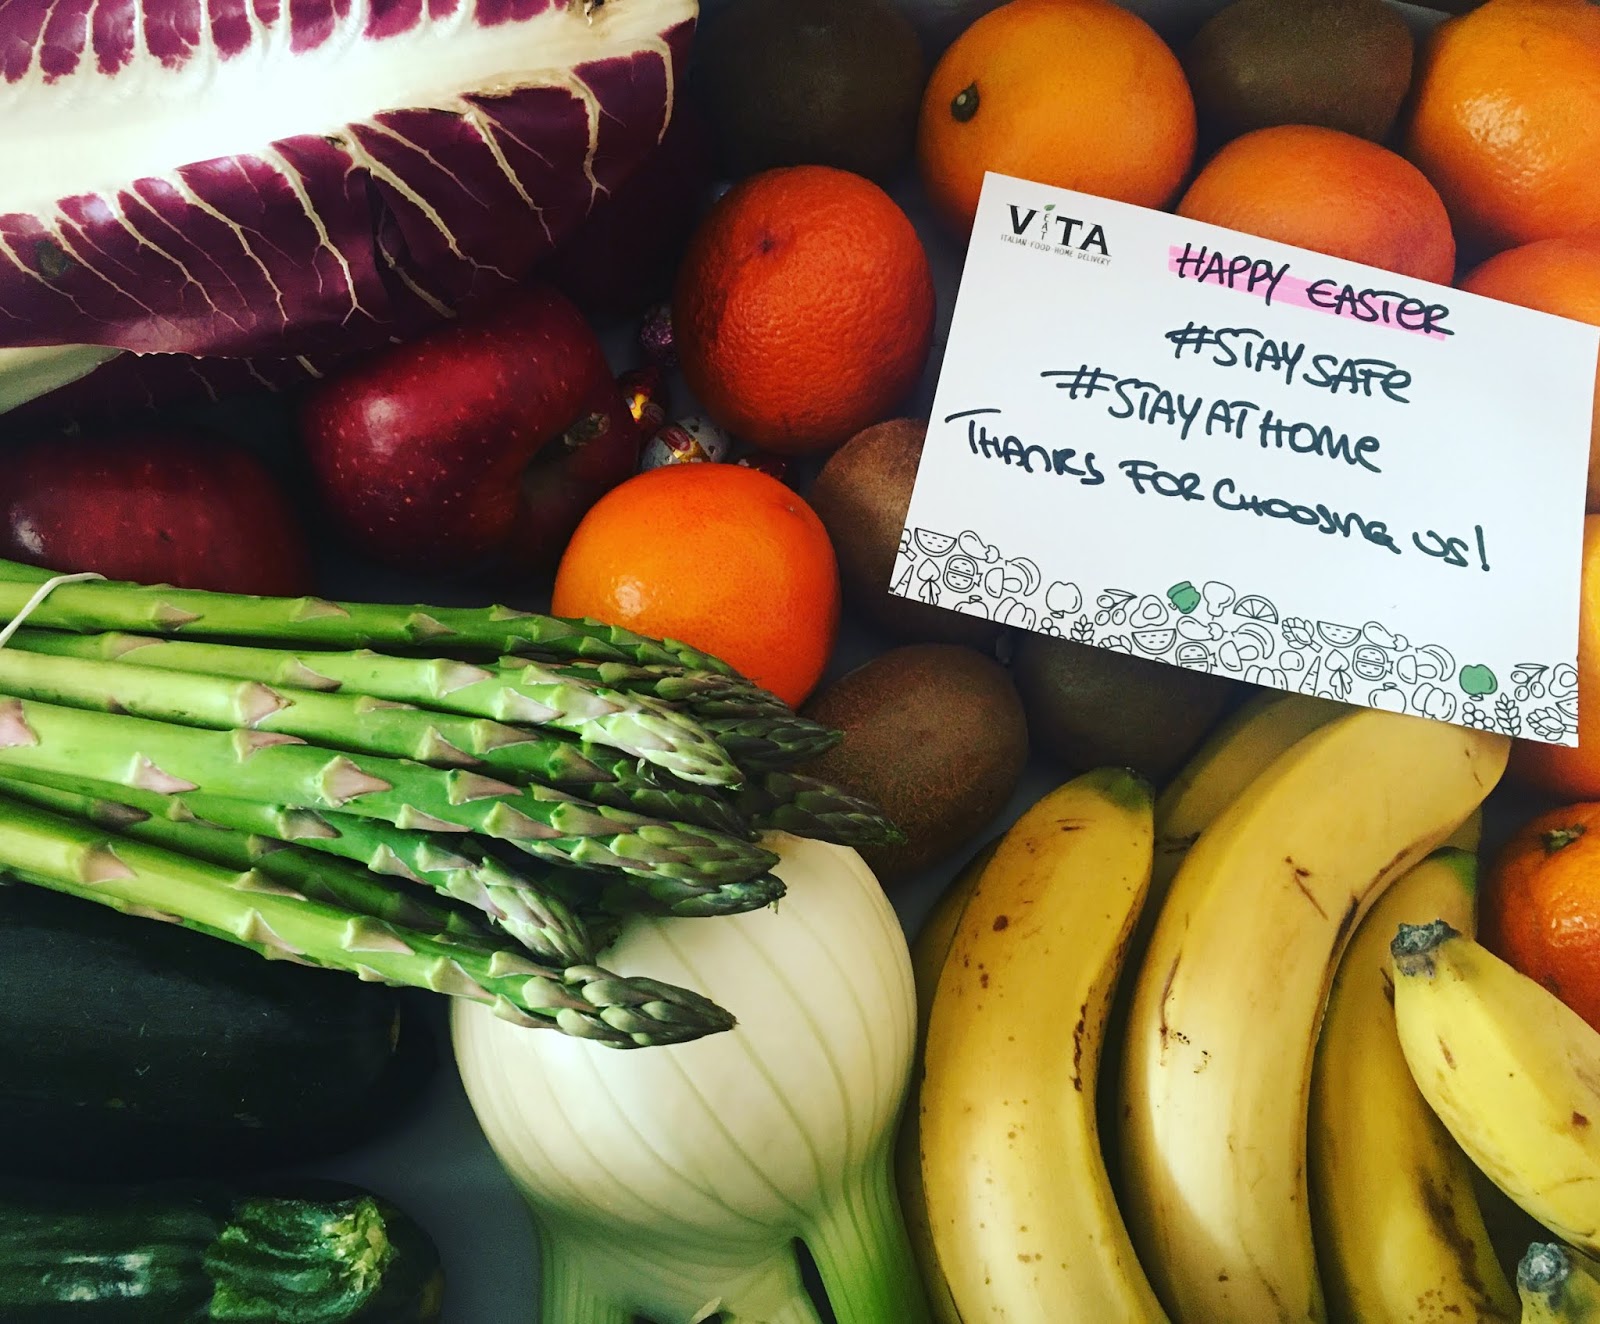 VITA
EAT
ITALIAN FOOD HOME DELIVERY
HAPPY EASTER
#STAYSAFE
#STAYATHOME
THANKS FOR CHOOSING US!